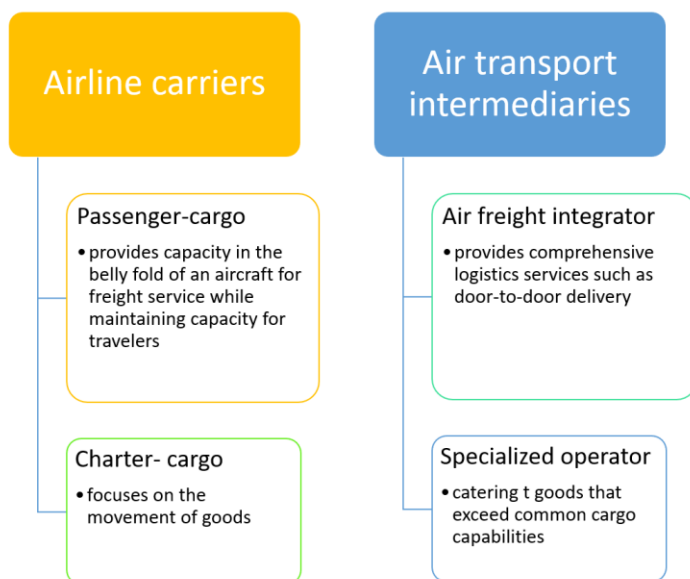 Airline carriers
Passenger-cargo
•provides capacity in the
belly fold of an aircraft for
freight service while
maintaining capacity for
travelers
Charter- cargo
•focuses on the
movement of goods
Air transport
intermediaries
Air freight integrator
•provides comprehensive
logistics services such as
door-to-door delivery
Specialized operator
•catering t goods that
exceed common cargo
capabilities